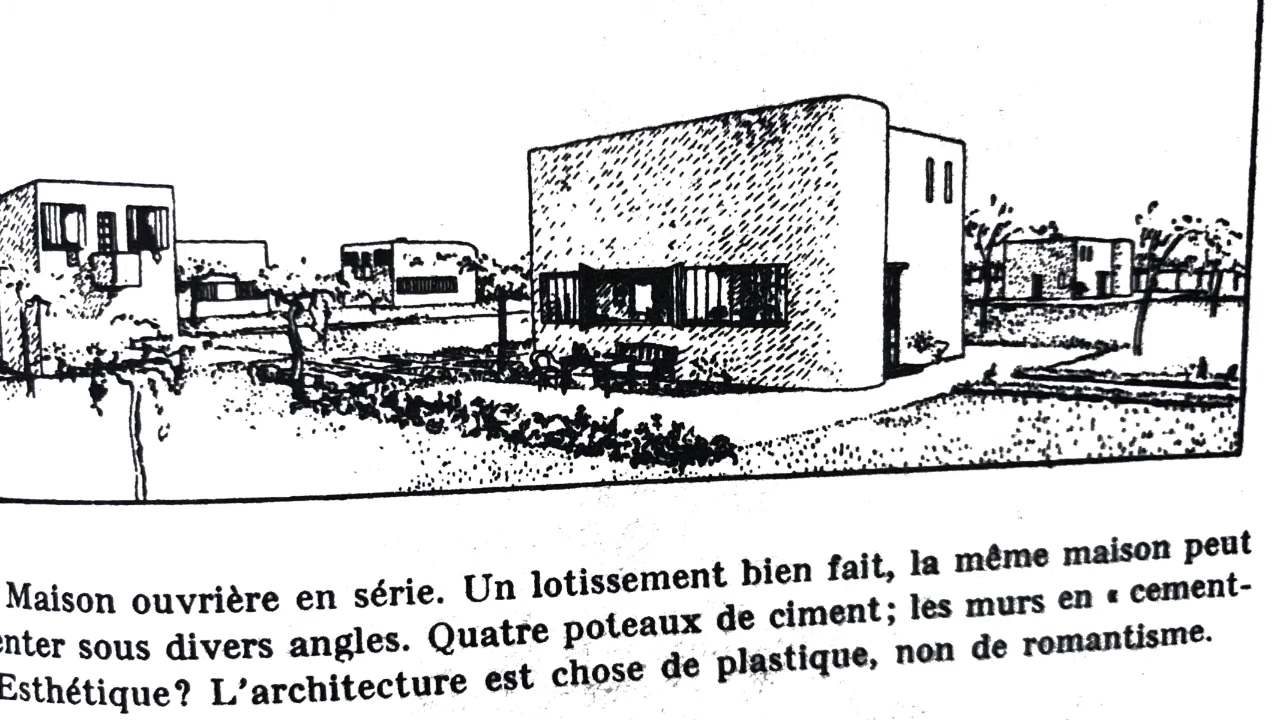 Maison ouvrière en série. Un lotissement bien fait, la même maison peut
enter sous divers angles. Quatre poteaux de ciment; les murs en « cement-
Esthétique? L'architecture est chose de plastique, non de romantisme.